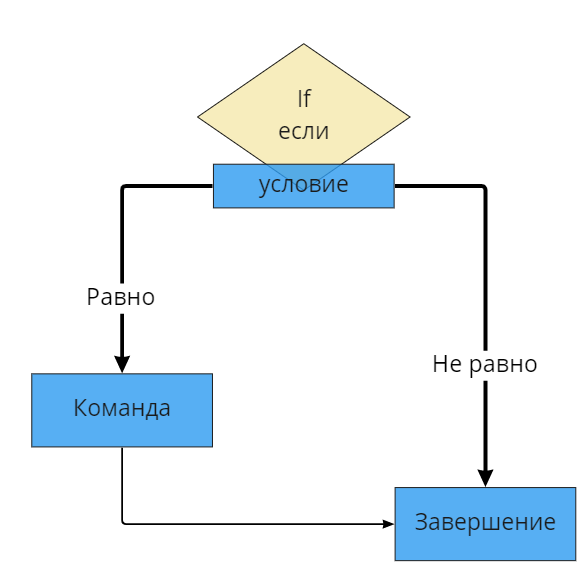 If
если
условие
Равно
Не равно
Команда
Завершение